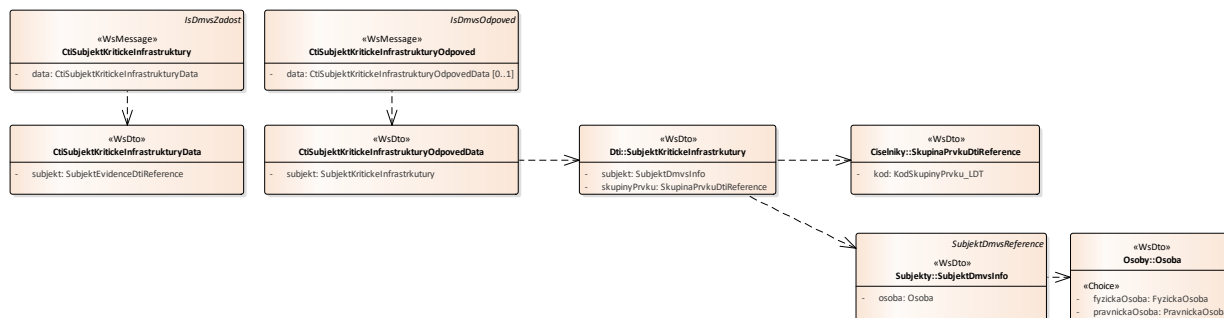 IsDmvsZadost
«WsMessage»
CtiSubjektKritickeInfrastruktury
- data: CtiSubjektKritickeInfrastrukturyData
IsDmvsOdpoved
«WsMessage»
CtiSubjektKritickeInfrastrukturyOdpoved
- data: CtiSubjektKritickeInfrastrukturyOdpovedData [0..1]
«WsDto»
CtiSubjektKritickeInfrastrukturyData
- subjekt: SubjektEvidenceDtiReference
«WsDto»
CtiSubjektKritickeInfrastrukturyOdpovedData
- subjekt: SubjektKritickeInfrastrkutury
«WsDto»
Dti::SubjektKritickeInfrastrkutury
- subjekt: SubjektDmvsInfo
- skupinyPrvku: SkupinaPrvkuDtiReference
«WsDto»
Ciselniky::SkupinaPrvkuDtiReference
- kod: KodSkupinyPrvku_LDT
SubjektDmvsReference
«WsDto»
Subjekty::SubjektDmvsInfo
- osoba: Osoba
«WsDto»
Osoby::Osoba
«Choice»
- fyzickaOsoba: FyzickaOsoba
- pravnickaOsoba: PravnickaOsob